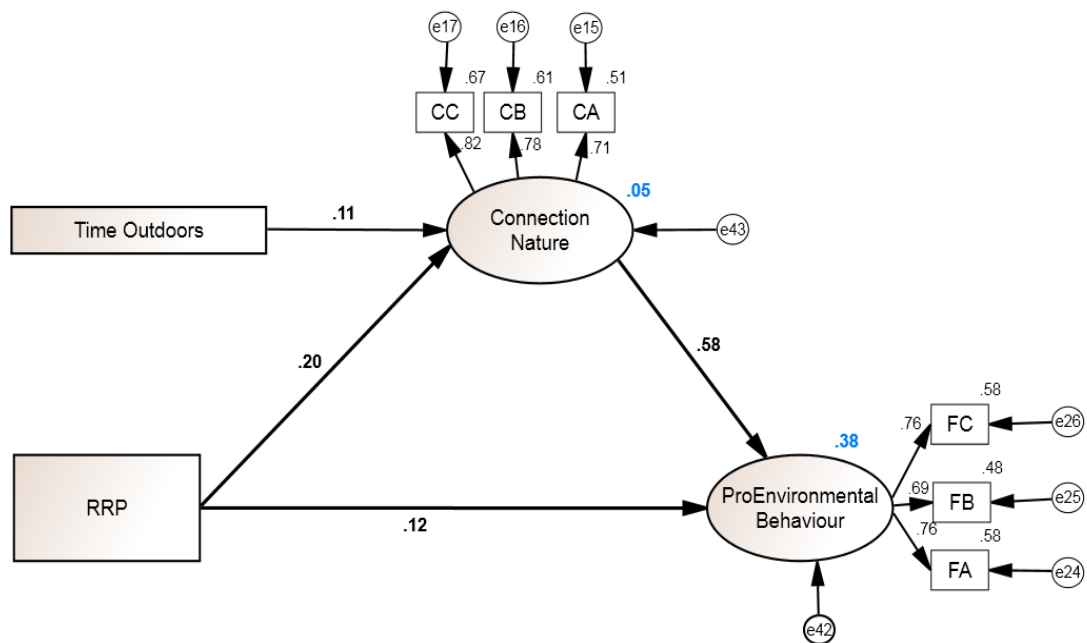 e17
e16
e15
.67
.61
.51
CC
CB
CA
.82
.78
.71
.05
Connection
Nature
Time Outdoors
.11
e43
.20
.58
.58
.76
FC
e26
.38
.48
ProEnvironmental
Behaviour
.69
FB
e25
RRP
.12
.76
.58
FA
e24
e42